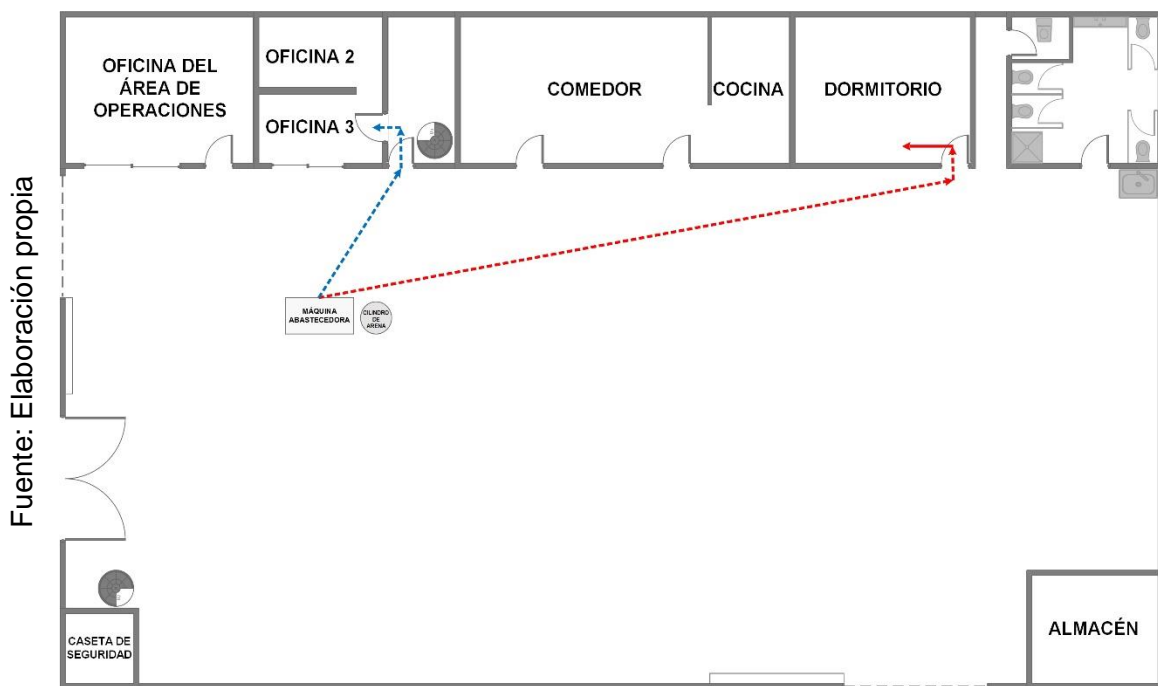 OFICINA DEL
ÁREA DE
OPERACIONES
OFICINA 2
OFICINA 3
COMEDOR
COCINA
DORMITORIO
MÁQUINA
ABASTECEDORA
CILINDRO
DE
ARENA
Fuente: Elaboración propia
CASETA DE
SEGURIDAD
ALMACÉN